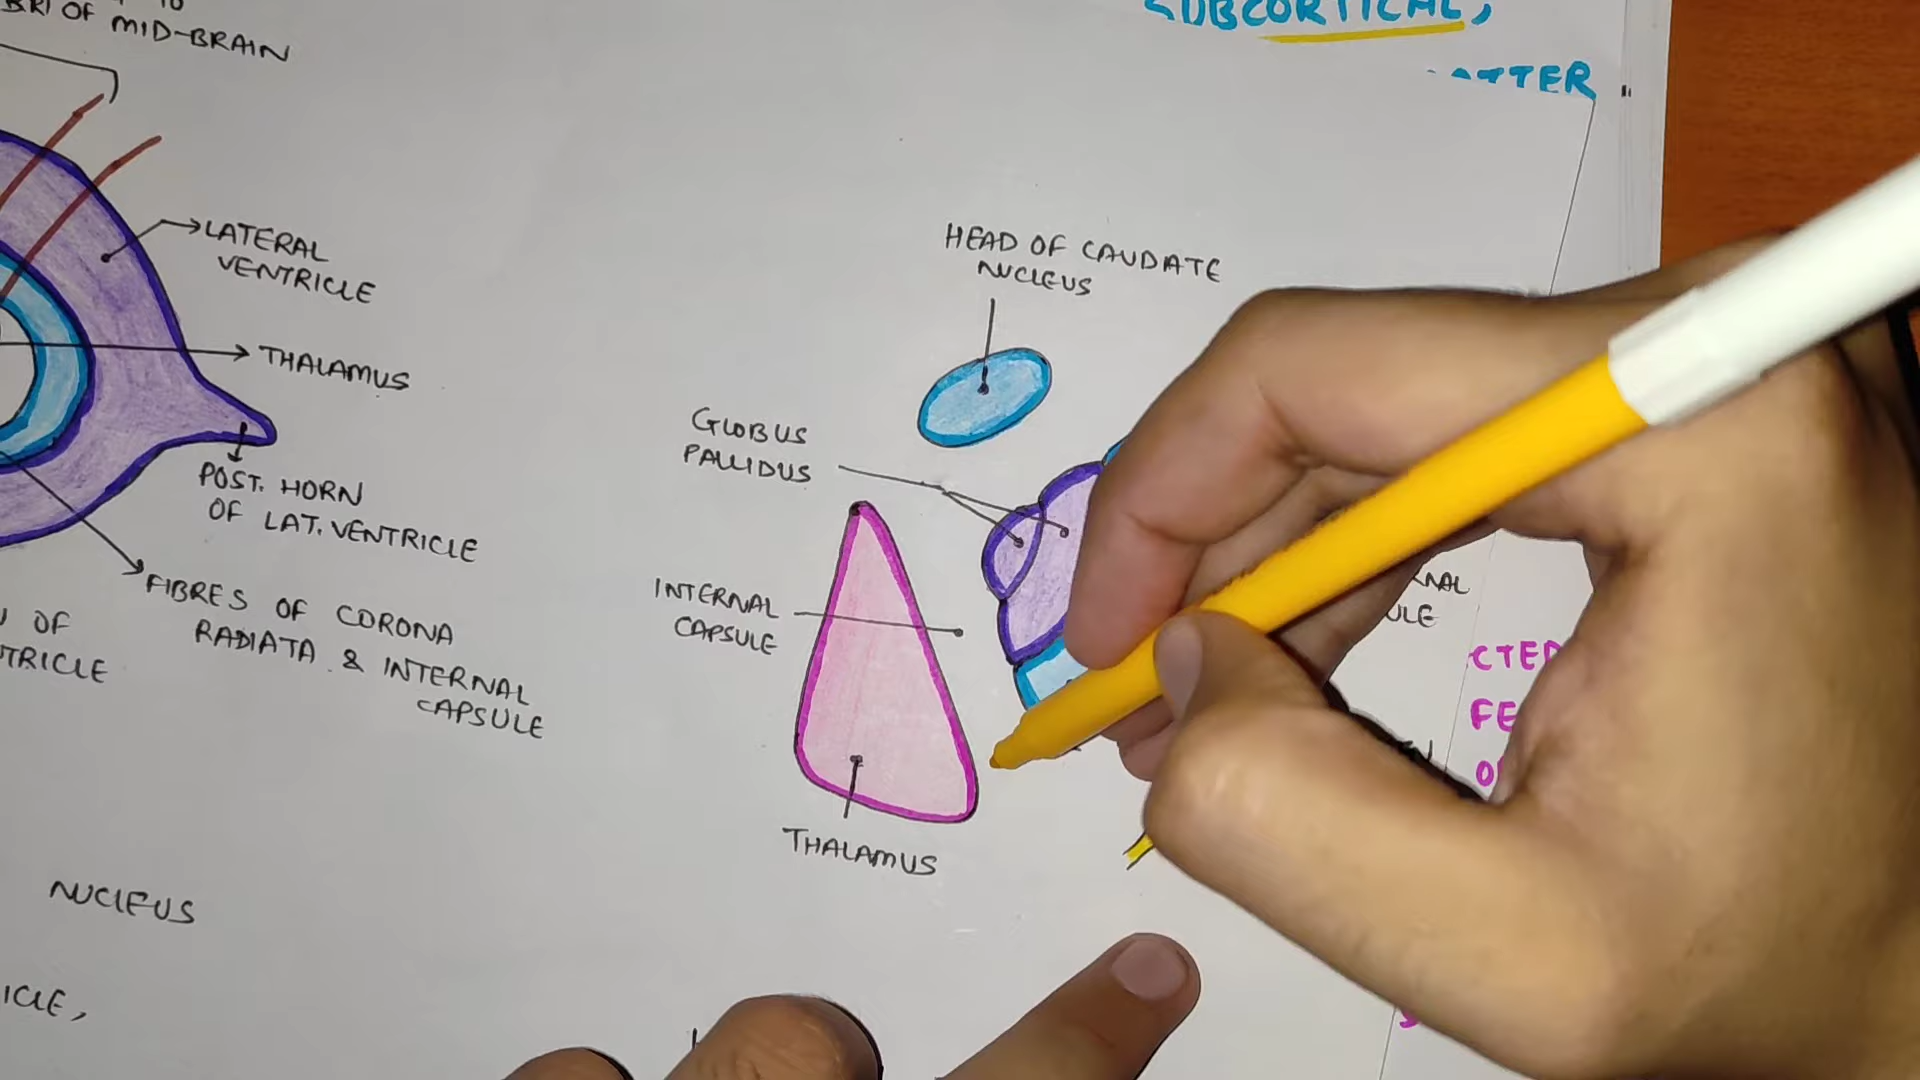 OF MID-BRAIN
SUBCORTICAL,
LATERAL
VENTRICLE
THALAMUS
POST. HORN
OF LAT. VENTRICLE
FIBRES OF CORONA
RADIATA & INTERNAL
CAPSULE
OF
NUCLEUS
HEAD OF CAUDATE
NUCLEUS
GLOBUS
PALLIDUS
INTERNAL
CAPSULE
THALAMUS